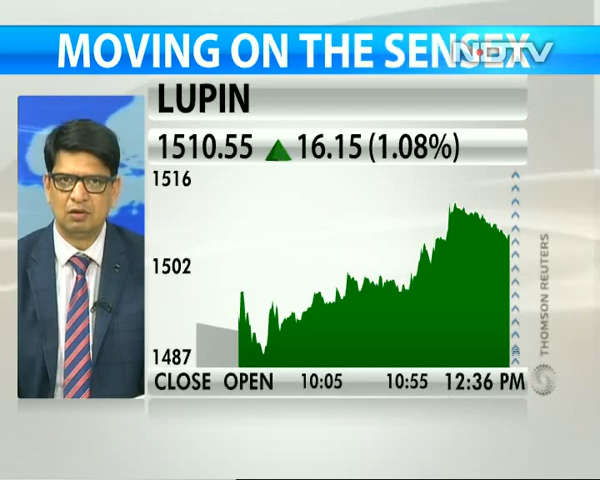 MOVING ON THE SENSEX
NDTV
LUPIN
1510.55 ▲ 16.15 (1.08%)
1516
1502
1487
CLOSE OPEN 10:05 10:55 12:36 PM
THOMSON REUTERS